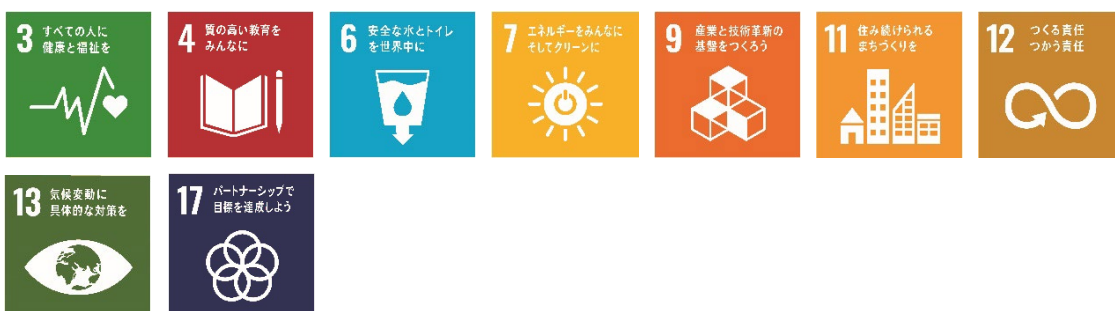 3 すべての人に
健康と福祉を
4 質の高い教育を
みんなに
6 安全な水とトイレ
を世界中に
7 エネルギーをみんなに
そしてクリーンに
9 産業と技術革新の
基盤をつくろう
11 住み続けられる
まちづくりを
12 つくる責任
つかう責任
13 気候変動に
具体的な対策を
17 パートナーシップで
目標を達成しよう